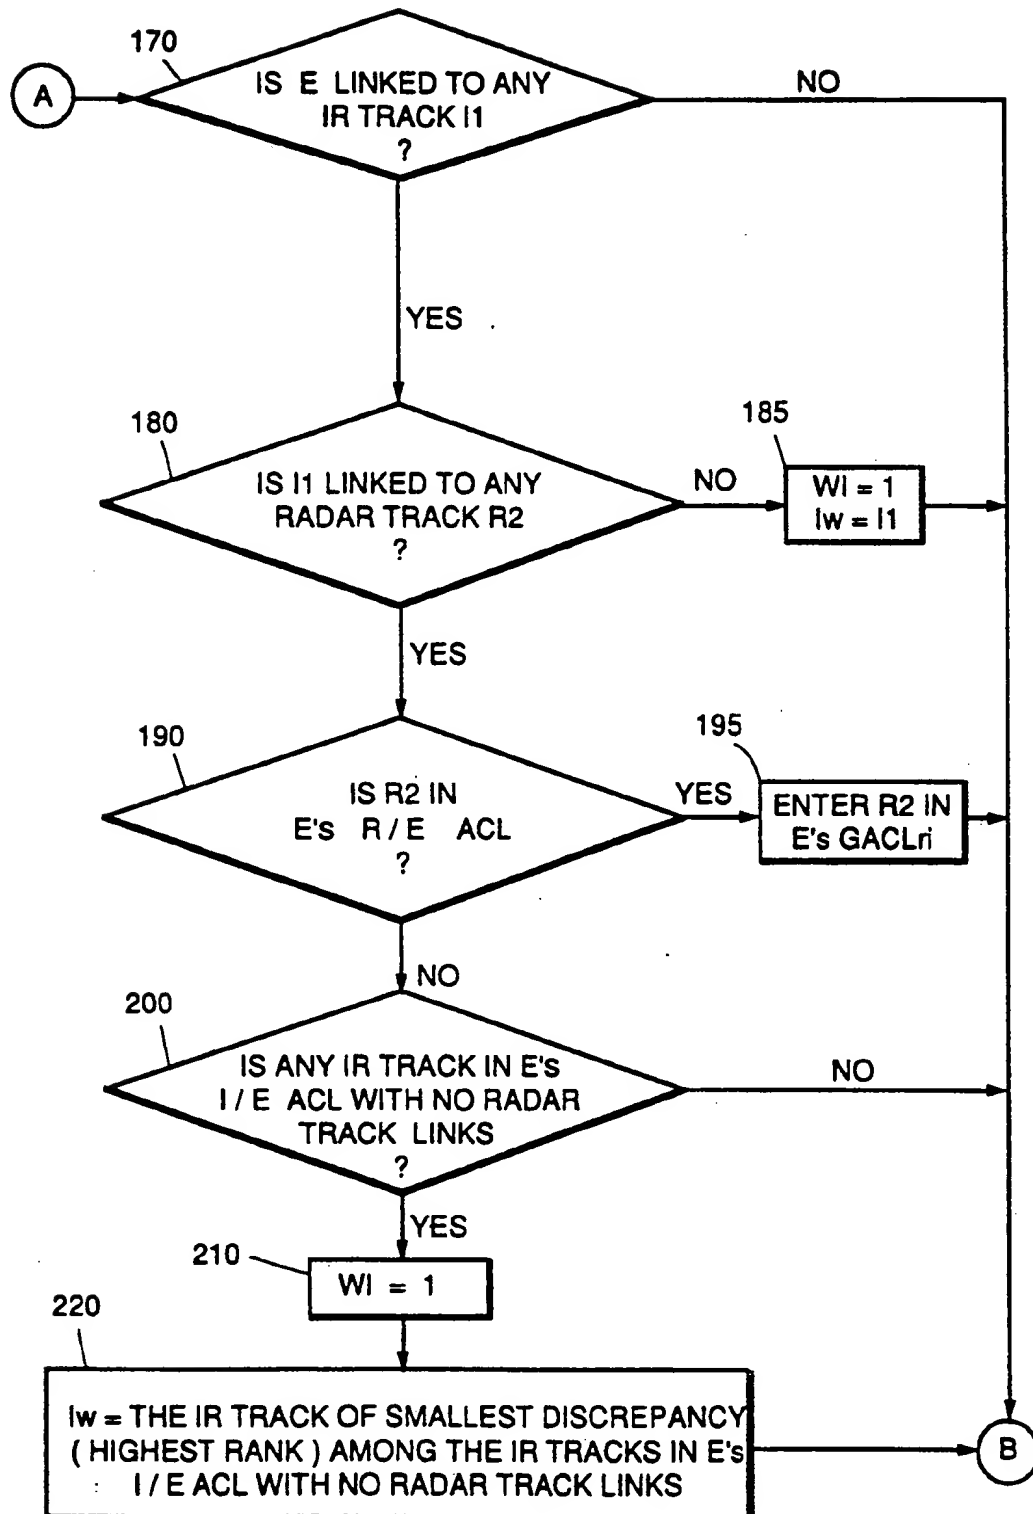 170
A
IS E LINKED TO ANY
IR TRACK I1
?
NO
YES
180
IS I1 LINKED TO ANY
RADAR TRACK R2
?
NO
185
WI = 1
Iw = I1
YES
190
IS R2 IN
E's R / E ACL
?
YES
195
ENTER R2 IN
E's GACLri
NO
200
IS ANY IR TRACK IN E's
I / E ACL WITH NO RADAR
TRACK LINKS
?
NO
YES
210
WI = 1
220
Iw = THE IR TRACK OF SMALLEST DISCREPANCY
( HIGHEST RANK ) AMONG THE IR TRACKS IN E's
I / E ACL WITH NO RADAR TRACK LINKS
B